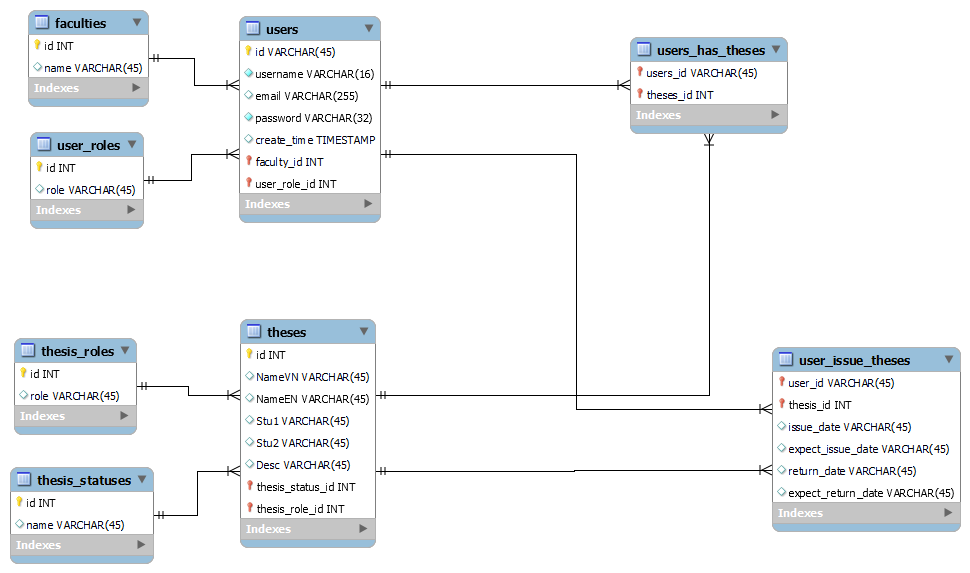 faculties
id INT
name VARCHAR(45)
Indexes
user_roles
id INT
role VARCHAR(45)
Indexes
users
id VARCHAR(45)
username VARCHAR(16)
email VARCHAR(255)
password VARCHAR(32)
create_time TIMESTAMP
faculty_id INT
user_role_id INT
Indexes
users_has_theses
users_id VARCHAR(45)
theses_id INT
Indexes
thesis_roles
id INT
role VARCHAR(45)
Indexes
thesis_statuses
id INT
name VARCHAR(45)
Indexes
theses
id INT
NameVN VARCHAR(45)
NameEN VARCHAR(45)
Stu1 VARCHAR(45)
Stu2 VARCHAR(45)
Desc VARCHAR(45)
thesis_status_id INT
thesis_role_id INT
Indexes
user_issue_theses
user_id VARCHAR(45)
thesis_id INT
issue_date VARCHAR(45)
expect_issue_date VARCHAR(45)
return_date VARCHAR(45)
expect_return_date VARCHAR(45)
Indexes